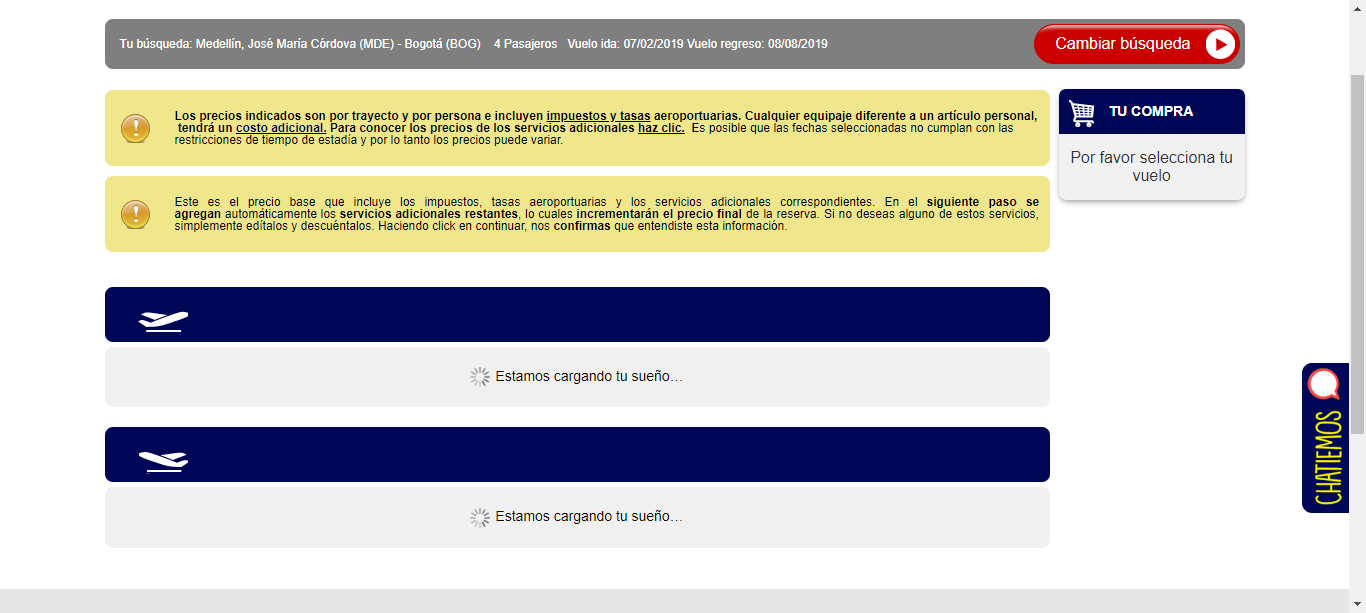 Tu búsqueda: Medellín, José María Córdova (MDE) - Bogotá (BOG) 4 Pasajeros Vuelo ida: 07/02/2019 Vuelo regreso: 08/08/2019
Cambiar búsqueda
Los precios indicados son por trayecto y por persona e incluyen impuestos y tasas aeroportuarias. Cualquier equipaje diferente a un artículo personal,
tendrá un costo adicional. Para conocer los precios de los servicios adicionales haz clic. Es posible que las fechas seleccionadas no cumplan con las
restricciones de tiempo de estadía y por lo tanto los precios puede variar.
TU COMPRA
Por favor selecciona tu
vuelo
Este es el precio base que incluye los impuestos, tasas aeroportuarias y los servicios adicionales correspondientes. En el siguiente paso se
agregan automáticamente los servicios adicionales restantes, lo cuales incrementarán el precio final de la reserva. Si no deseas alguno de estos servicios,
simplemente edítalos y descuéntalos. Haciendo click en continuar, nos confirmas que entendiste esta información.
Estamos cargando tu sueño…
Estamos cargando tu sueño…
CHATIEMOS